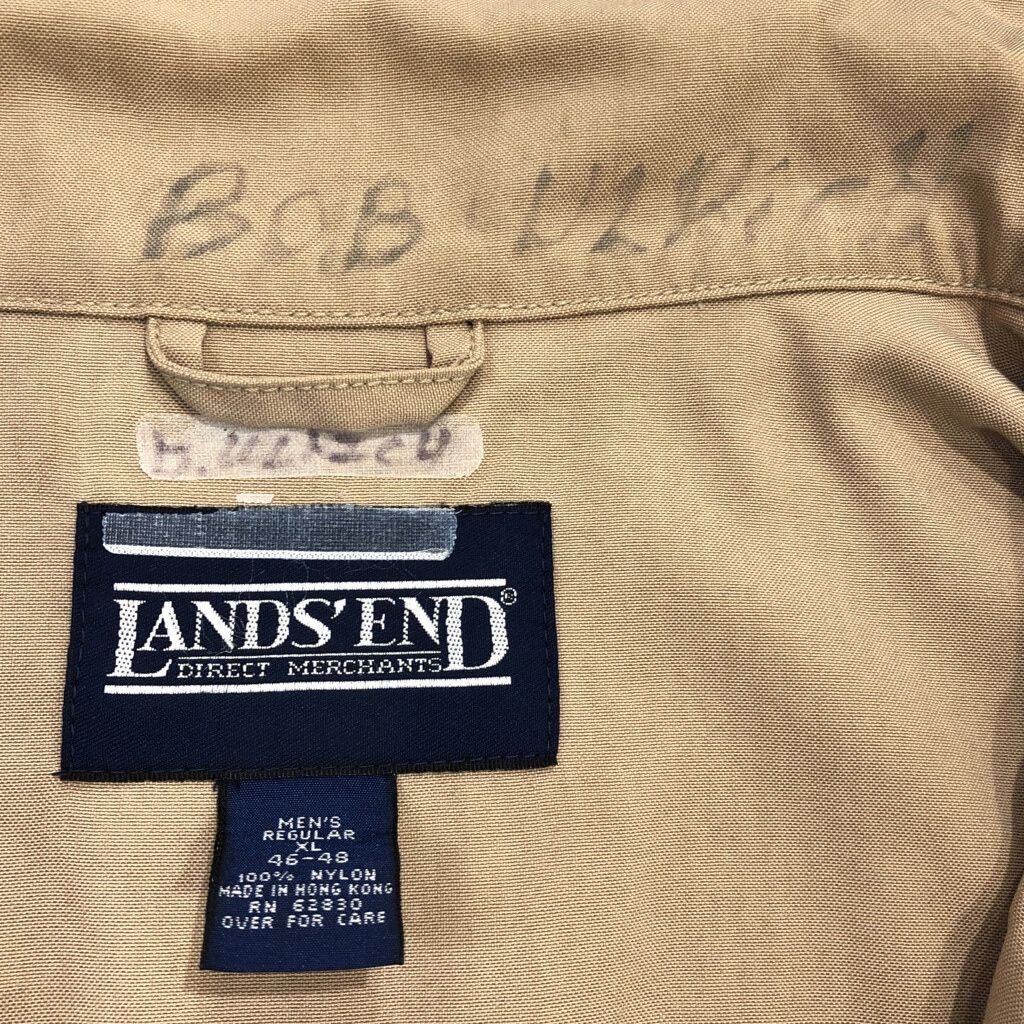 BOB
B.
LANDS' END®
DIRECT MERCHANTS
MEN'S
REGULAR
XL
46-48
100% NYLON
MADE IN HONG KONG
RN 62830
OVER FOR CARE